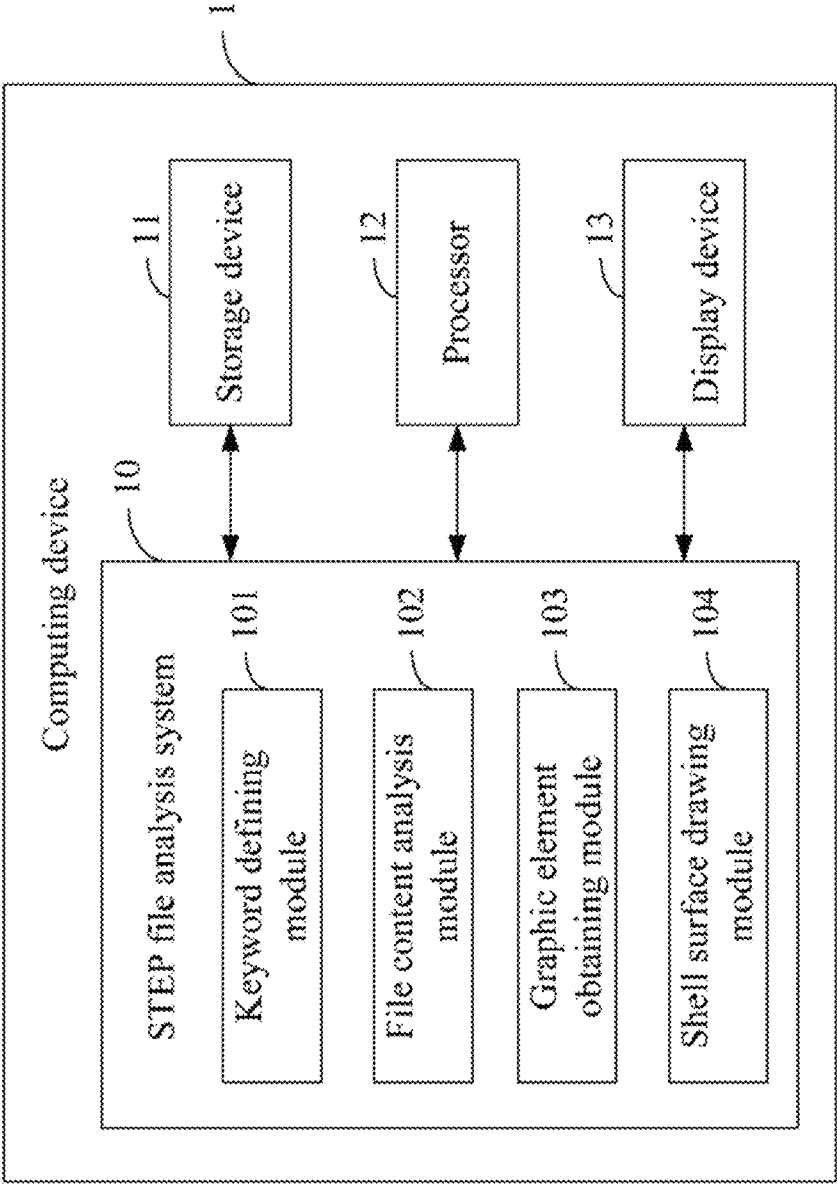 1
Computing device
10
STEP file analysis system
101
Keyword defining
module
102
File content analysis
module
103
Graphic element
obtaining module
104
Shell surface drawing
module
11
Storage device
12
Processor
13
Display device